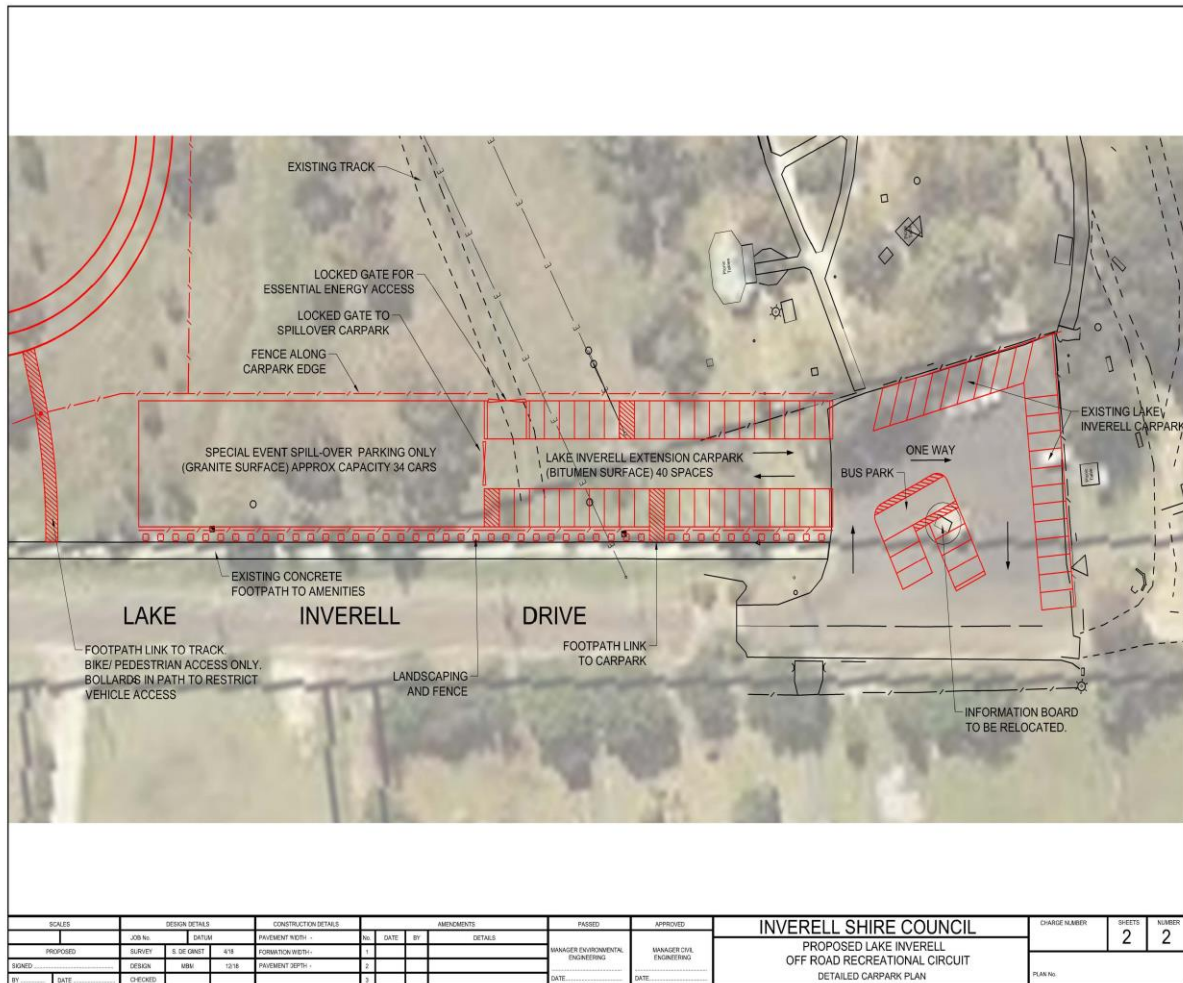 EXISTING TRACK
LOCKED GATE FOR
ESSENTIAL ENERGY ACCESS
LOCKED GATE TO
SPILLOVER CARPARK
FENCE ALONG
CARPARK EDGE
SPECIAL EVENT SPILL-OVER PARKING ONLY
(GRANITE SURFACE) APPROX CAPACITY 34 CARS
LAKE INVERELL EXTENSION CARPARK
(BITUMEN SURFACE) 40 SPACES
EXISTING LAKE
INVERELL CARPARK
ONE WAY
BUS PARK
EXISTING CONCRETE
FOOTPATH TO AMENITIES
LAKE INVERELL DRIVE
FOOTPATH LINK TO TRACK.
BIKE/ PEDESTRIAN ACCESS ONLY.
BOLLARDS IN PATH TO RESTRICT
VEHICLE ACCESS
LANDSCAPING
AND FENCE
FOOTPATH LINK
TO CARPARK
INFORMATION BOARD
TO BE RELOCATED.
SCALES
PROPOSED
SIGNED
BY DATE
DESIGN DETAILS
JOB No. DATUM
SURVEY S. DE GINST 4/18
DESIGN MBM 12/18
CHECKED
CONSTRUCTION DETAILS
PAVEMENT WIDTH -
FORMATION WIDTH -
PAVEMENT DEPTH -
AMENDMENTS
No. DATE BY DETAILS
1
2
3
PASSED
MANAGER ENVIRONMENTAL
ENGINEERING
DATE
APPROVED
MANAGER CIVIL
ENGINEERING
DATE
INVERELL SHIRE COUNCIL
PROPOSED LAKE INVERELL
OFF ROAD RECREATIONAL CIRCUIT
DETAILED CARPARK PLAN
CHARGE NUMBER
PLAN No.
SHEETS
2
NUMBER
2